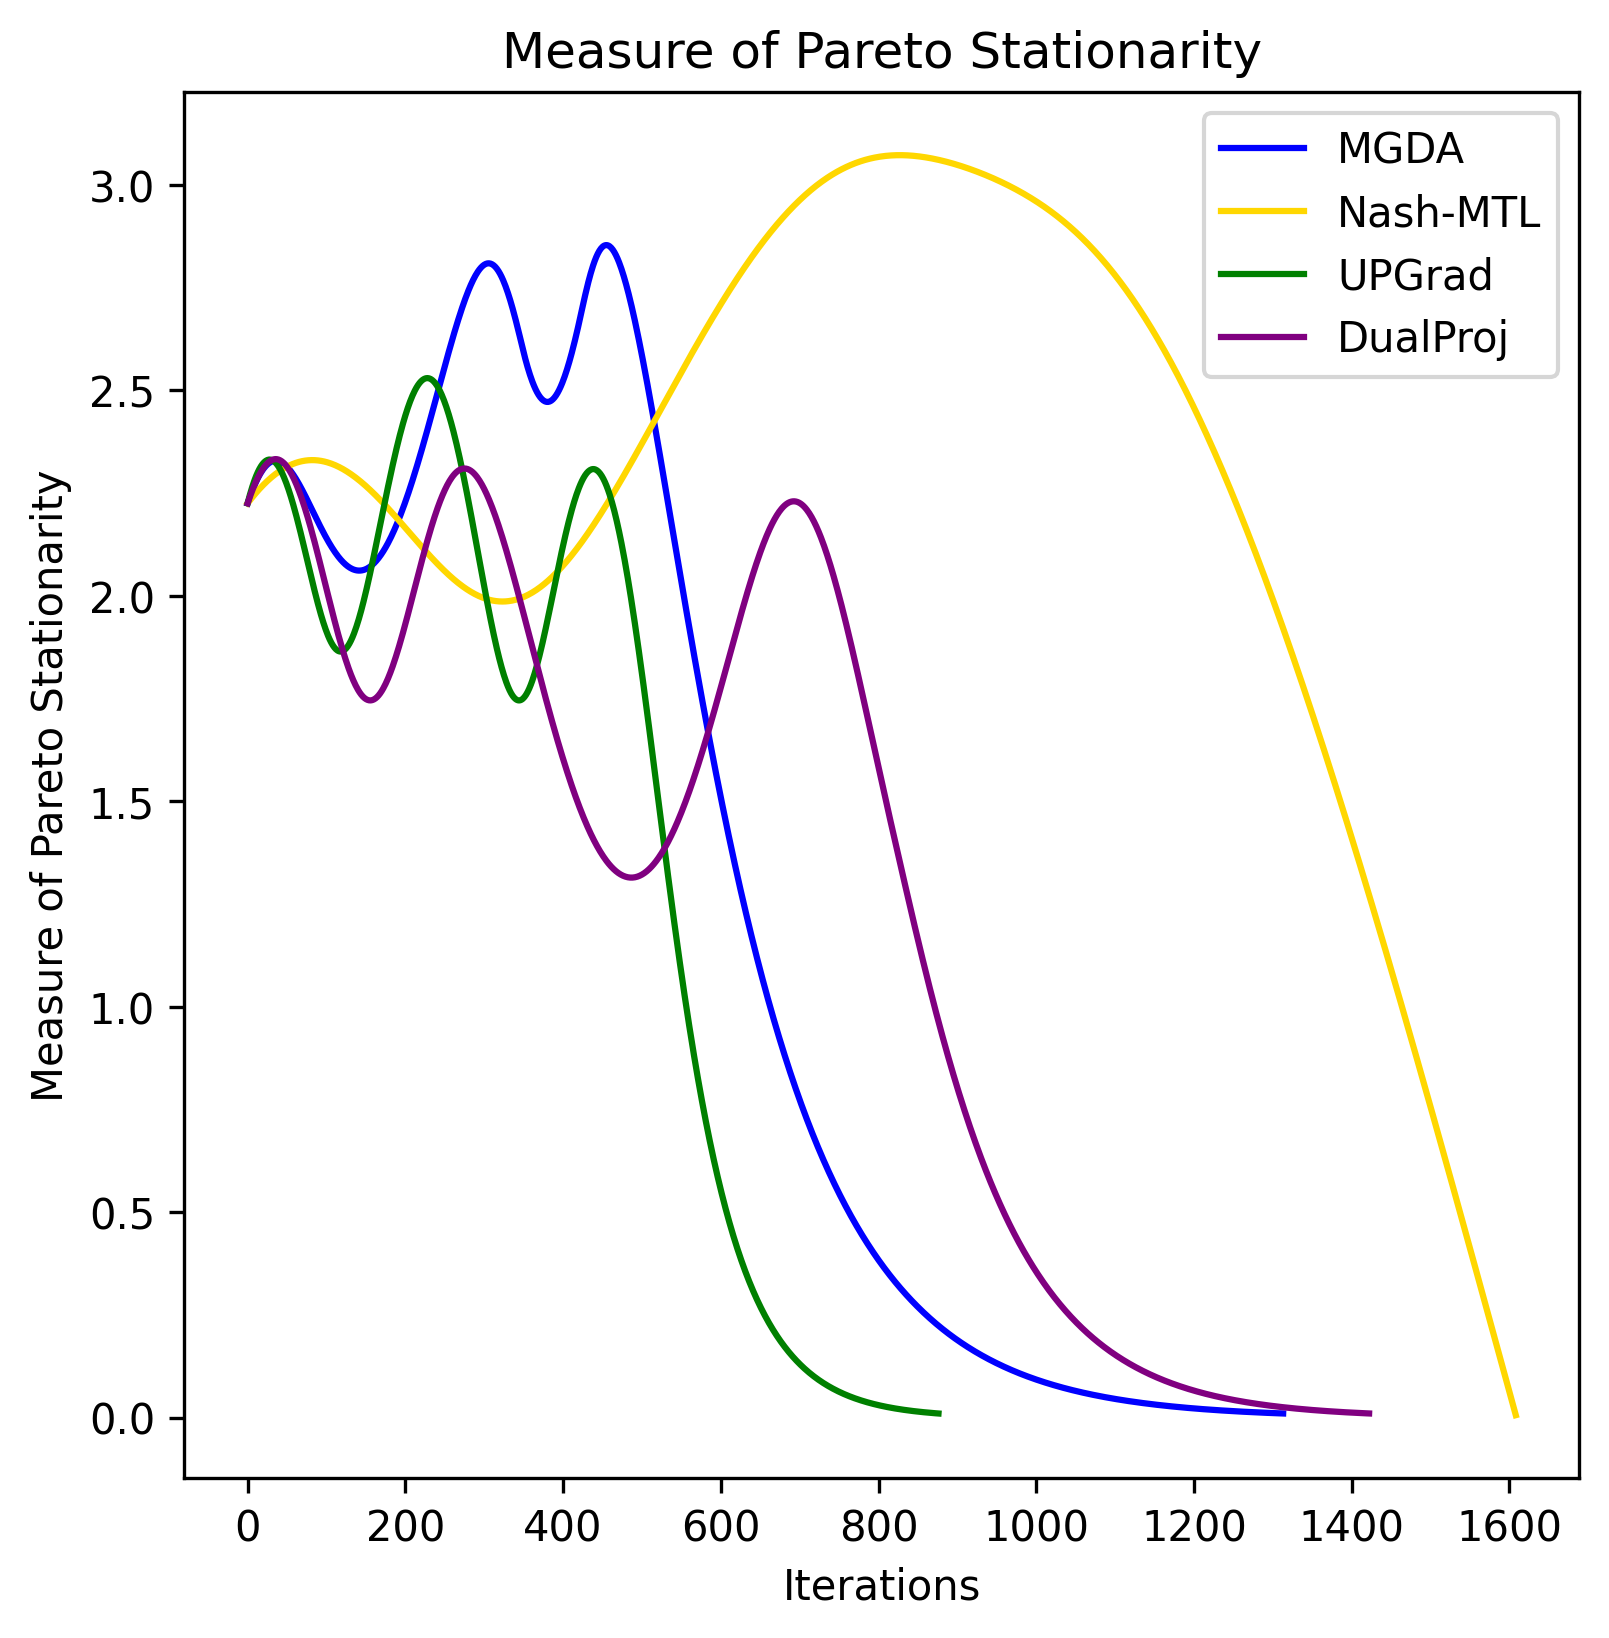 Measure of Pareto Stationarity
MGDA
Nash-MTL
UPGrad
DualProj
Measure of Pareto Stationarity
3.0
2.5
2.0
1.5
1.0
0.5
0.0
0 200 400 600 800 1000 1200 1400 1600
Iterations